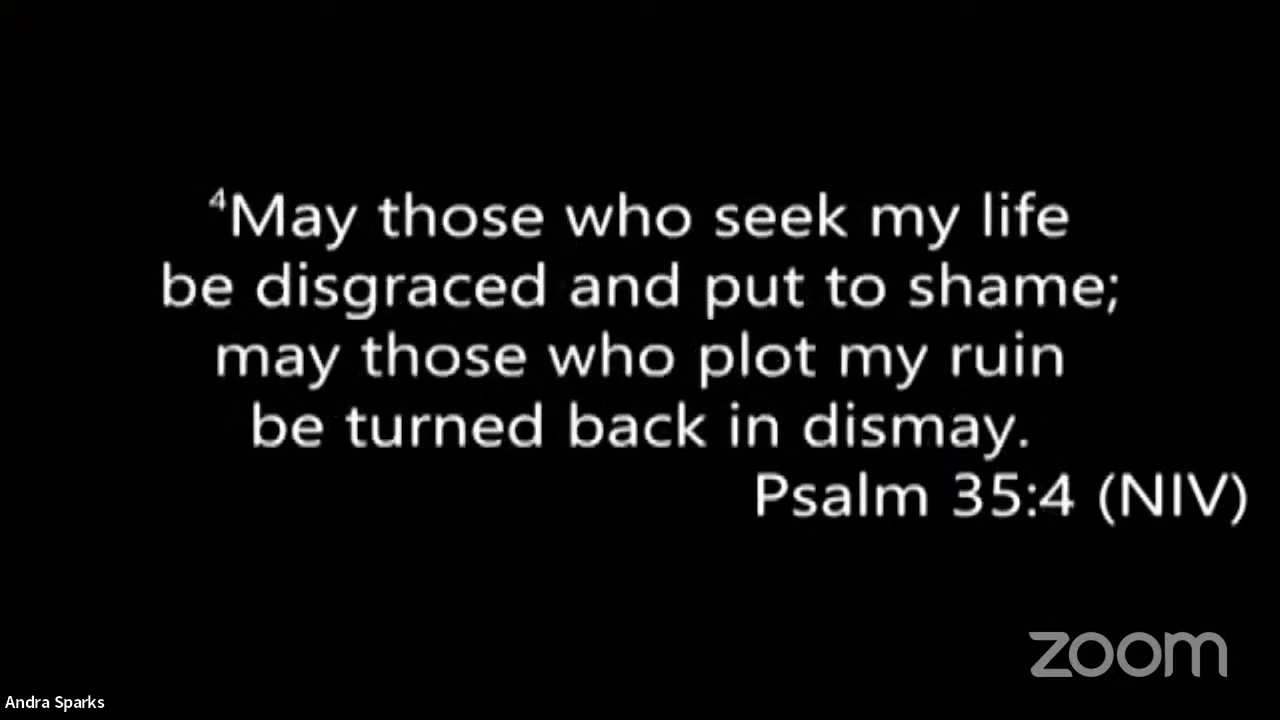 ⁴May those who seek my life
be disgraced and put to shame;
may those who plot my ruin
be turned back in dismay.
Psalm 35:4 (NIV)
zoom
Andra Sparks